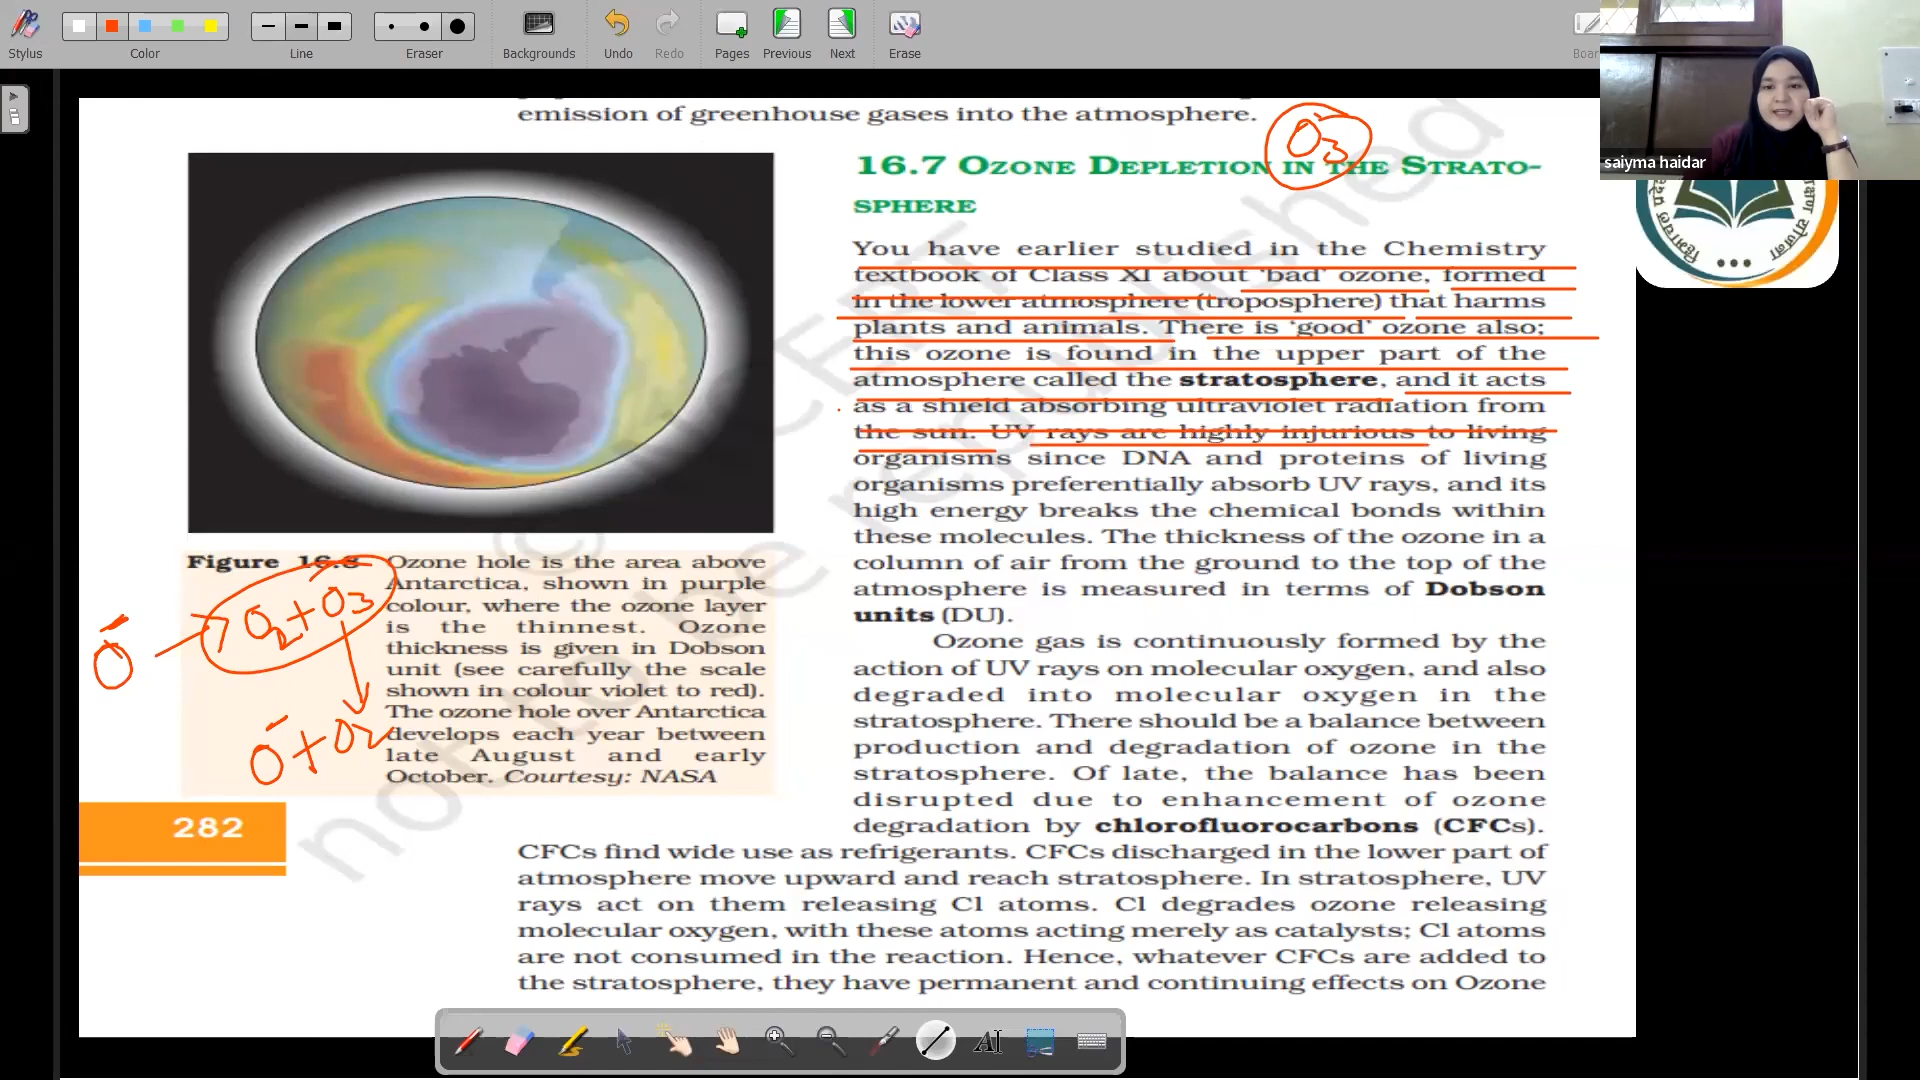 Stylus
Color
Line
Eraser
Backgrounds
Undo
Redo
Pages
Previous
Next
Erase
saiyma haidar
emission of greenhouse gases into the atmosphere.
O3
16.7 OZONE DEPLETION IN THE STRATO-
SPHERE
You have earlier studied in the Chemistry
textbook of Class XI about ‘bad’ ozone, formed
in the lower atmosphere (troposphere) that harms
plants and animals. There is ‘good’ ozone also;
this ozone is found in the upper part of the
atmosphere called the stratosphere, and it acts
as a shield absorbing ultraviolet radiation from
the sun. UV rays are highly injurious to living
organisms since DNA and proteins of living
organisms preferentially absorb UV rays, and its
high energy breaks the chemical bonds within
these molecules. The thickness of the ozone in a
column of air from the ground to the top of the
atmosphere is measured in terms of Dobson
units (DU).
Ozone gas is continuously formed by the
action of UV rays on molecular oxygen, and also
degraded into molecular oxygen in the
stratosphere. There should be a balance between
production and degradation of ozone in the
stratosphere. Of late, the balance has been
disrupted due to enhancement of ozone
degradation by chlorofluorocarbons (CFCs).
CFCs find wide use as refrigerants. CFCs discharged in the lower part of
atmosphere move upward and reach stratosphere. In stratosphere, UV
rays act on them releasing Cl atoms. Cl degrades ozone releasing
molecular oxygen, with these atoms acting merely as catalysts; Cl atoms
are not consumed in the reaction. Hence, whatever CFCs are added to
the stratosphere, they have permanent and continuing effects on Ozone
Figure 16.8 Ozone hole is the area above
Antarctica, shown in purple
colour, where the ozone layer
is the thinnest. Ozone
thickness is given in Dobson
unit (see carefully the scale
shown in colour violet to red).
The ozone hole over Antarctica
develops each year between
late August and early
October. Courtesy: NASA
O → O2 + O3
O + O2
282
not to be republished